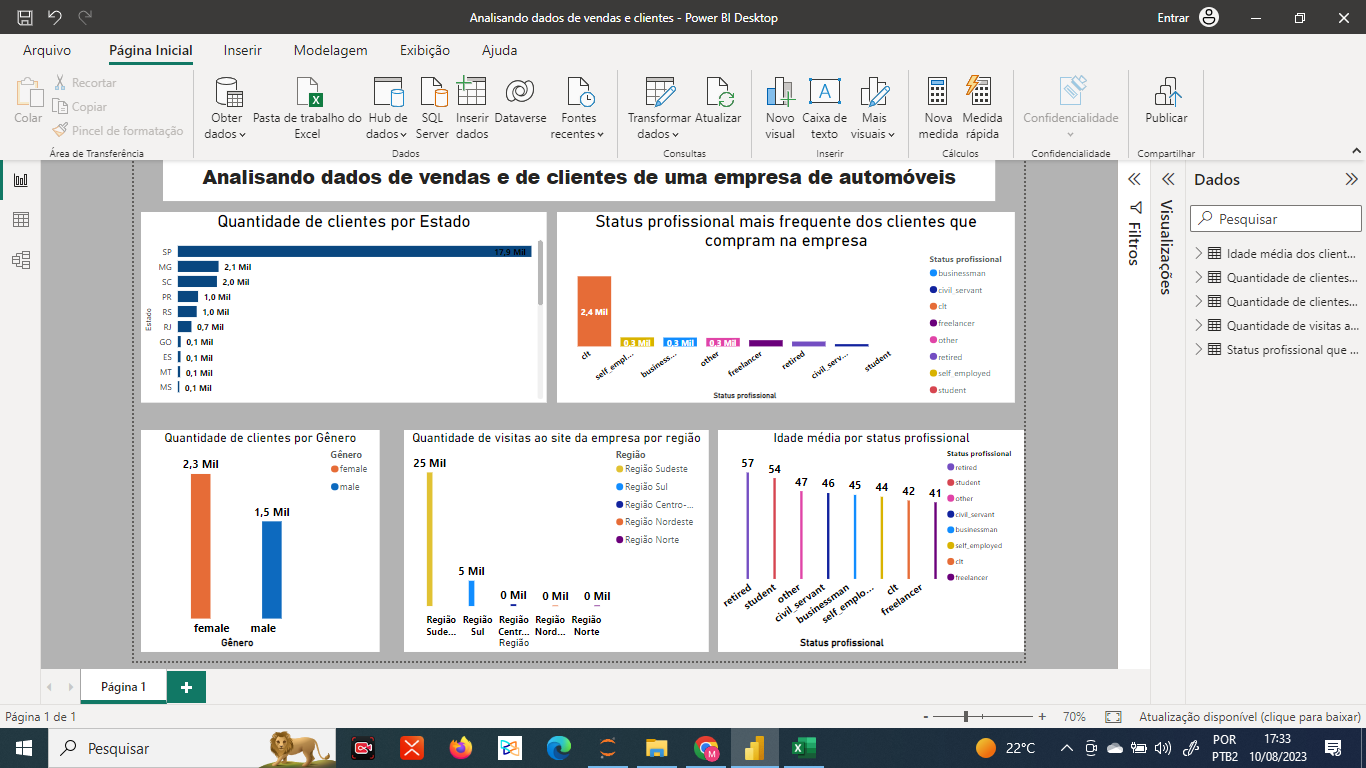 Analisando dados de vendas e clientes - Power BI Desktop
Entrar
Arquivo
Página Inicial
Inserir
Modelagem
Exibição
Ajuda
Colar
Recortar
Copiar
Pincel de formatação
Área de Transferência
Obter dados
Pasta de trabalho do Excel
Hub de dados
SQL Server
Inserir dados
Dataverse
Fontes recentes
Dados
Transformar dados
Atualizar
Consultas
Novo visual
Caixa de texto
Mais visuais
Inserir
Nova medida
Medida rápida
Cálculos
Confidencialidade
Confidencialidade
Publicar
Compartilhar
Analisando dados de vendas e de clientes de uma empresa de automóveis
Quantidade de clientes por Estado
Estado
SP 17,9 Mil
MG 2,1 Mil
SC 2,0 Mil
PR 1,0 Mil
RS 1,0 Mil
RJ 0,7 Mil
GO 0,1 Mil
ES 0,1 Mil
MT 0,1 Mil
MS 0,1 Mil
Status profissional mais frequente dos clientes que
compram na empresa
2,4 Mil
0,3 Mil
0,3 Mil
0,3 Mil
clt
self_empl...
business...
other
freelancer
retired
civil_serv...
student
Status profissional
Status profissional
businessman
civil_servant
clt
freelancer
other
retired
self_employed
student
Quantidade de clientes por Gênero
2,3 Mil
1,5 Mil
female
male
Gênero
Gênero
female
male
Quantidade de visitas ao site da empresa por região
25 Mil
5 Mil
0 Mil
0 Mil
0 Mil
Região Sude...
Região Sul
Região Centr...
Região Nord...
Região Norte
Região
Região
Região Sudeste
Região Sul
Região Centro-...
Região Nordeste
Região Norte
Idade média por status profissional
57
54
47
46
45
44
42
41
retired
student
other
civil_servant
businessman
self_emplo...
clt
freelancer
Status profissional
Status profissional
retired
student
other
civil_servant
businessman
self_employed
clt
freelancer
Filtros
Visualizações
Dados
Pesquisar
Idade média dos client...
Quantidade de clientes...
Quantidade de clientes...
Quantidade de visitas a...
Status profissional que ...
Página 1
Página 1 de 1
- + 70%
Atualização disponível (clique para baixar)
Pesquisar
22°C
POR
PTB2
17:33
10/08/2023